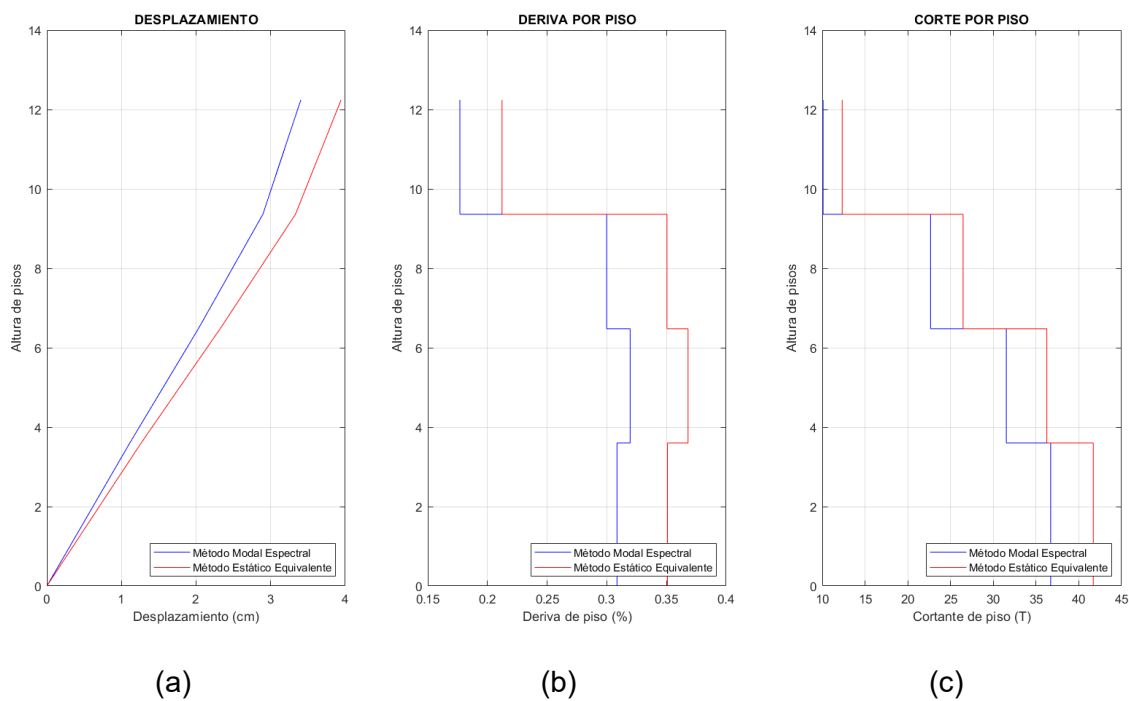 DESPLAZAMIENTO
14
12
10
8
6
4
2
0
Altura de pisos
0
1
2
3
4
Desplazamiento (cm)
Método Modal Espectral
Método Estático Equivalente
(a)
DERIVA POR PISO
14
12
10
8
6
4
2
0
Altura de pisos
0.15
0.2
0.25
0.3
0.35
0.4
Deriva de piso (%)
Método Modal Espectral
Método Estático Equivalente
(b)
CORTE POR PISO
14
12
10
8
6
4
2
0
Altura de pisos
10
15
20
25
30
35
40
45
Cortante de piso (T)
Método Modal Espectral
Método Estático Equivalente
(c)